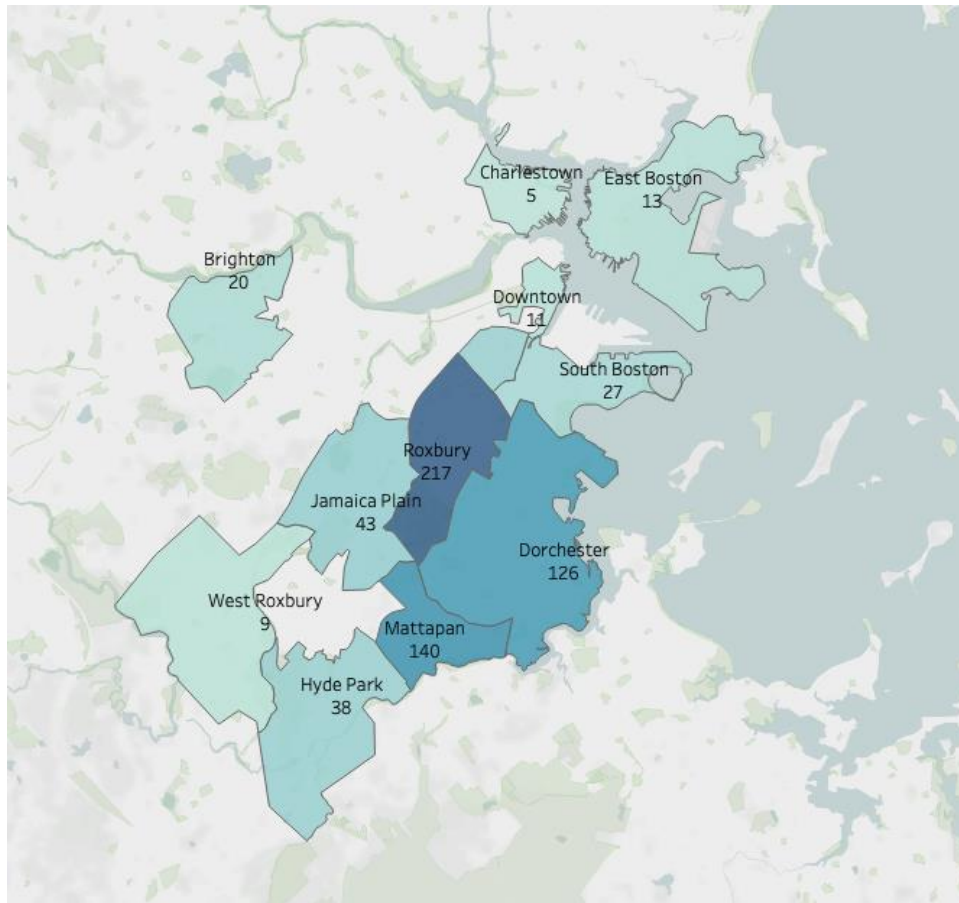 Charlestown
5
East Boston
13
Brighton
20
Downtown
11
South Boston
27
Roxbury
217
Jamaica Plain
43
Dorchester
126
West Roxbury
9
Mattapan
140
Hyde Park
38